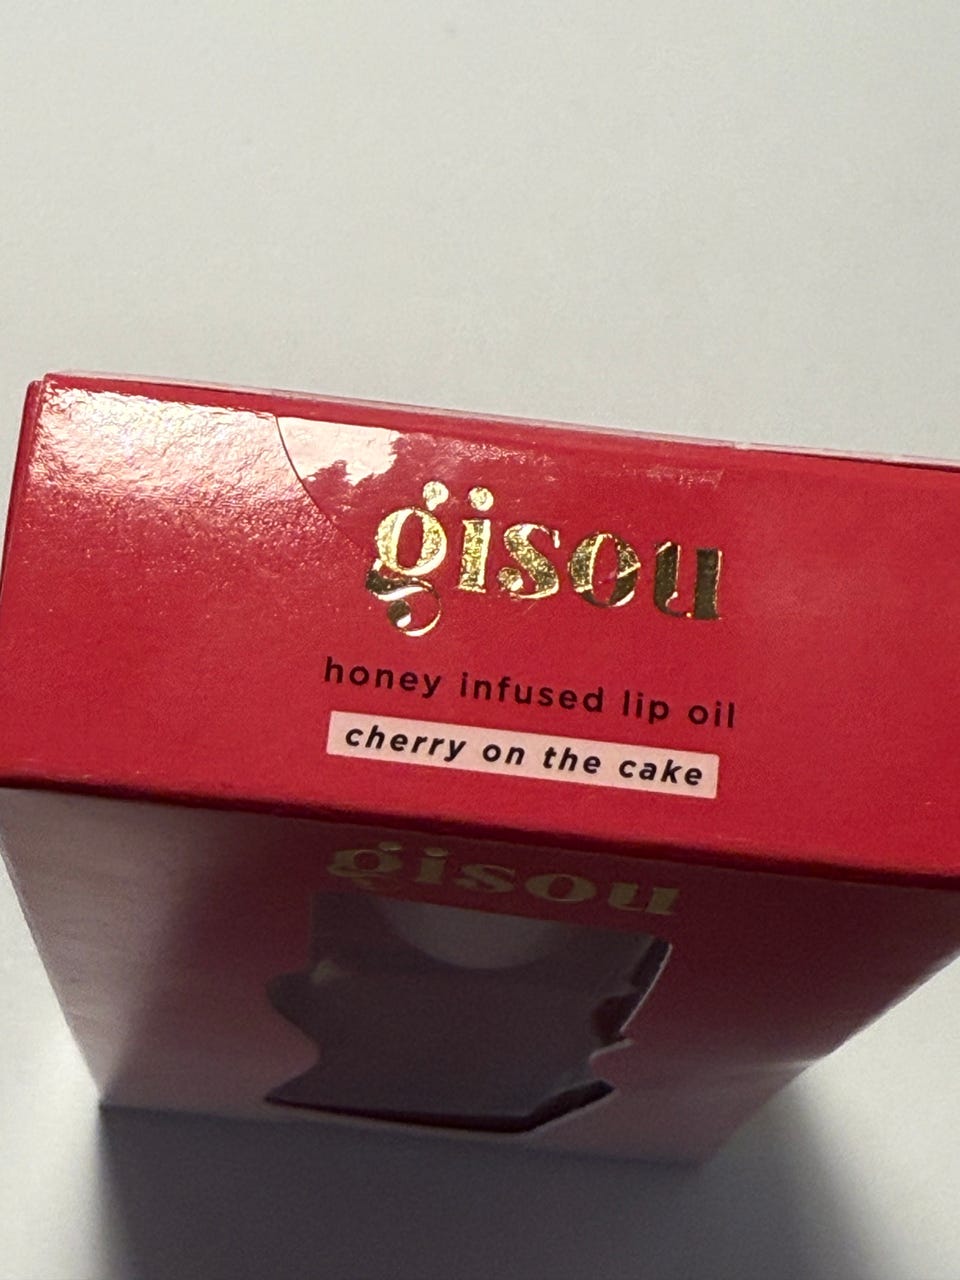 gisou
honey infused lip oil
cherry on the cake
gisou